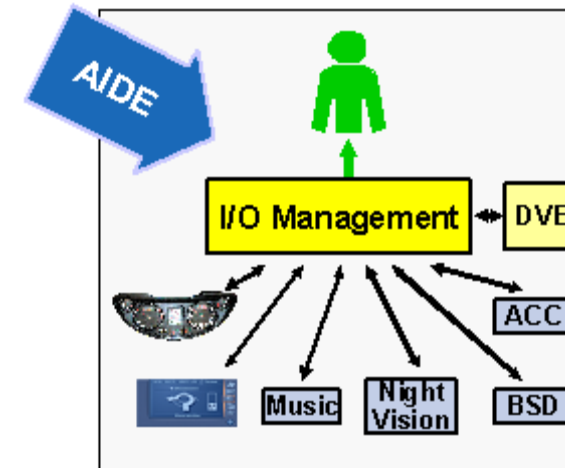 AIDE
I/O Management
DVE
ACC
Music
Night
Vision
BSD